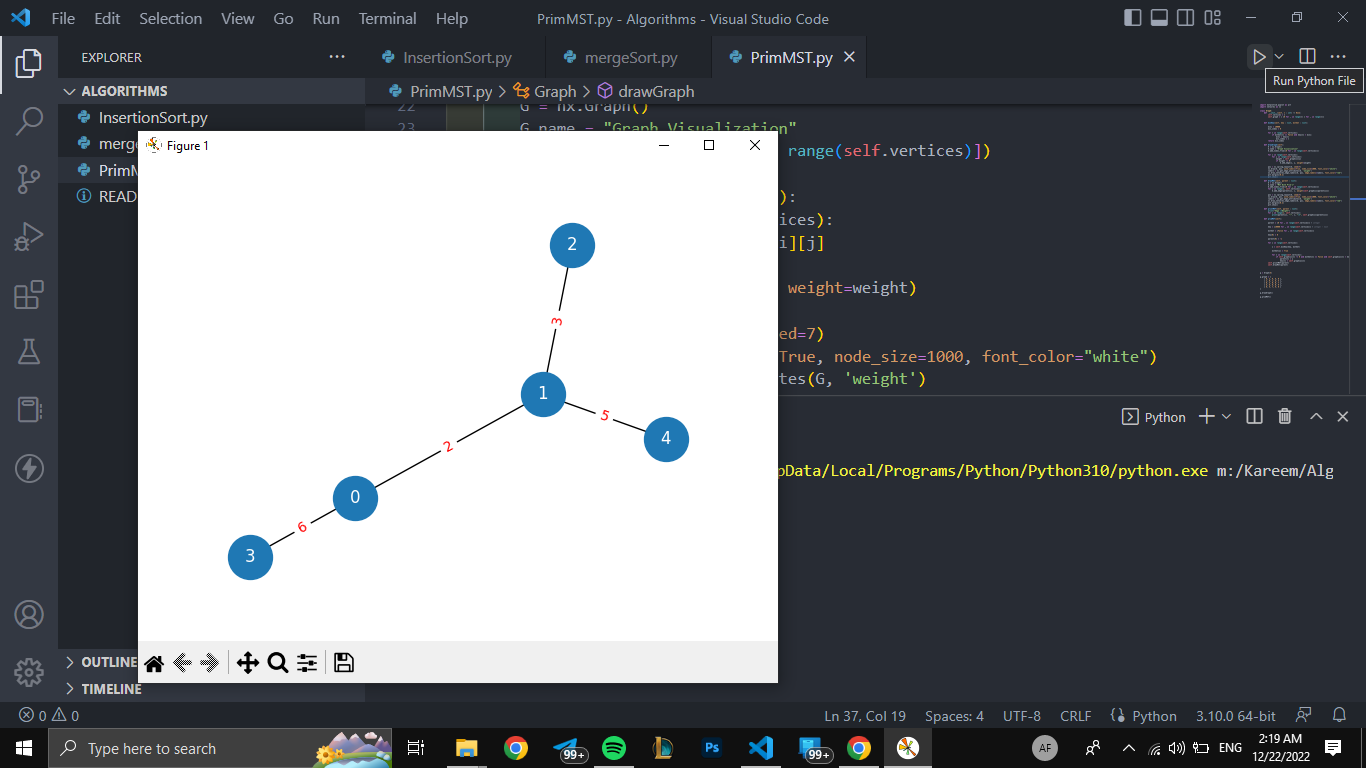 File Edit Selection View Go Run Terminal Help
PrimMST.py - Algorithms - Visual Studio Code
EXPLORER
InsertionSort.py
mergeSort.py
PrimMST.py
Run Python File
ALGORITHMS
PrimMST.py > Graph > drawGraph
InsertionSort.py
merge
PrimM
READ
22 G = nx.Graph()
23 G.name = "Graph Visualization"
range(self.vertices)])
):
ices):
i][j]
weight=weight)
ed=7)
True, node_size=1000, font_color="white")
tes(G, 'weight')
Figure 1
2
3
1
5
4
2
0
6
3
Python
pData/Local/Programs/Python/Python310/python.exe m:/Kareem/Alg
OUTLINE
TIMELINE
0 0
Ln 37, Col 19 Spaces: 4 UTF-8 CRLF Python 3.10.0 64-bit
Type here to search
99+
Ps
99+
AF
ENG
2:19 AM
12/22/2022